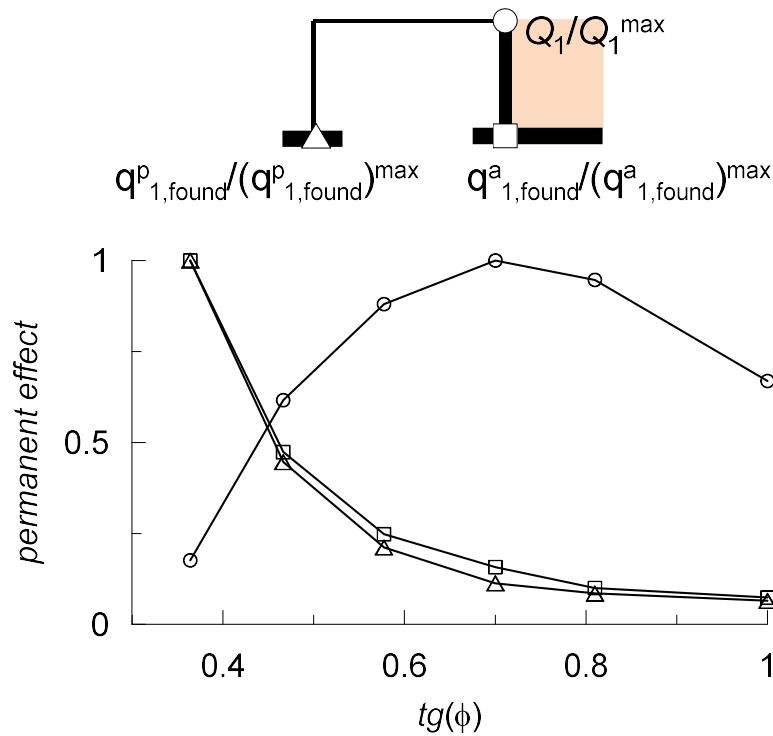 Q₁/Q₁ᵐᵃˣ
qᵖ₁,found/(qᵖ₁,found)ᵐᵃˣ qᵃ₁,found/(qᵃ₁,found)ᵐᵃˣ
1
0.5
0
permanent effect
0.4 0.6 0.8 1
tg(ϕ)